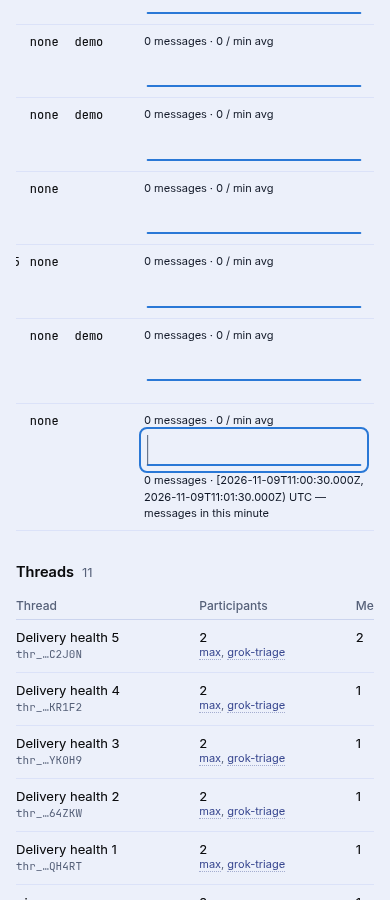 none demo 0 messages · 0 / min avg
none demo 0 messages · 0 / min avg
none 0 messages · 0 / min avg
5 none 0 messages · 0 / min avg
none demo 0 messages · 0 / min avg
none 0 messages · 0 / min avg
0 messages · [2026-11-09T11:00:30.000Z,
2026-11-09T11:01:30.000Z) UTC —
messages in this minute
Threads 11
Thread Participants Me
Delivery health 5 2 2
thr_…C2J0N max, grok-triage
Delivery health 4 2 1
thr_…KR1F2 max, grok-triage
Delivery health 3 2 1
thr_…YK0H9 max, grok-triage
Delivery health 2 2 1
thr_…64ZKW max, grok-triage
Delivery health 1 2 1
thr_…QH4RT max, grok-triage